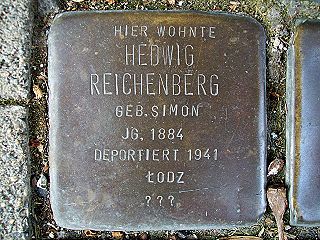 HIER WOHNTE
HEDWIG
REICHENBERG
GEB. SIMON
JG. 1884
DEPORTIERT 1941
ŁODZ
???